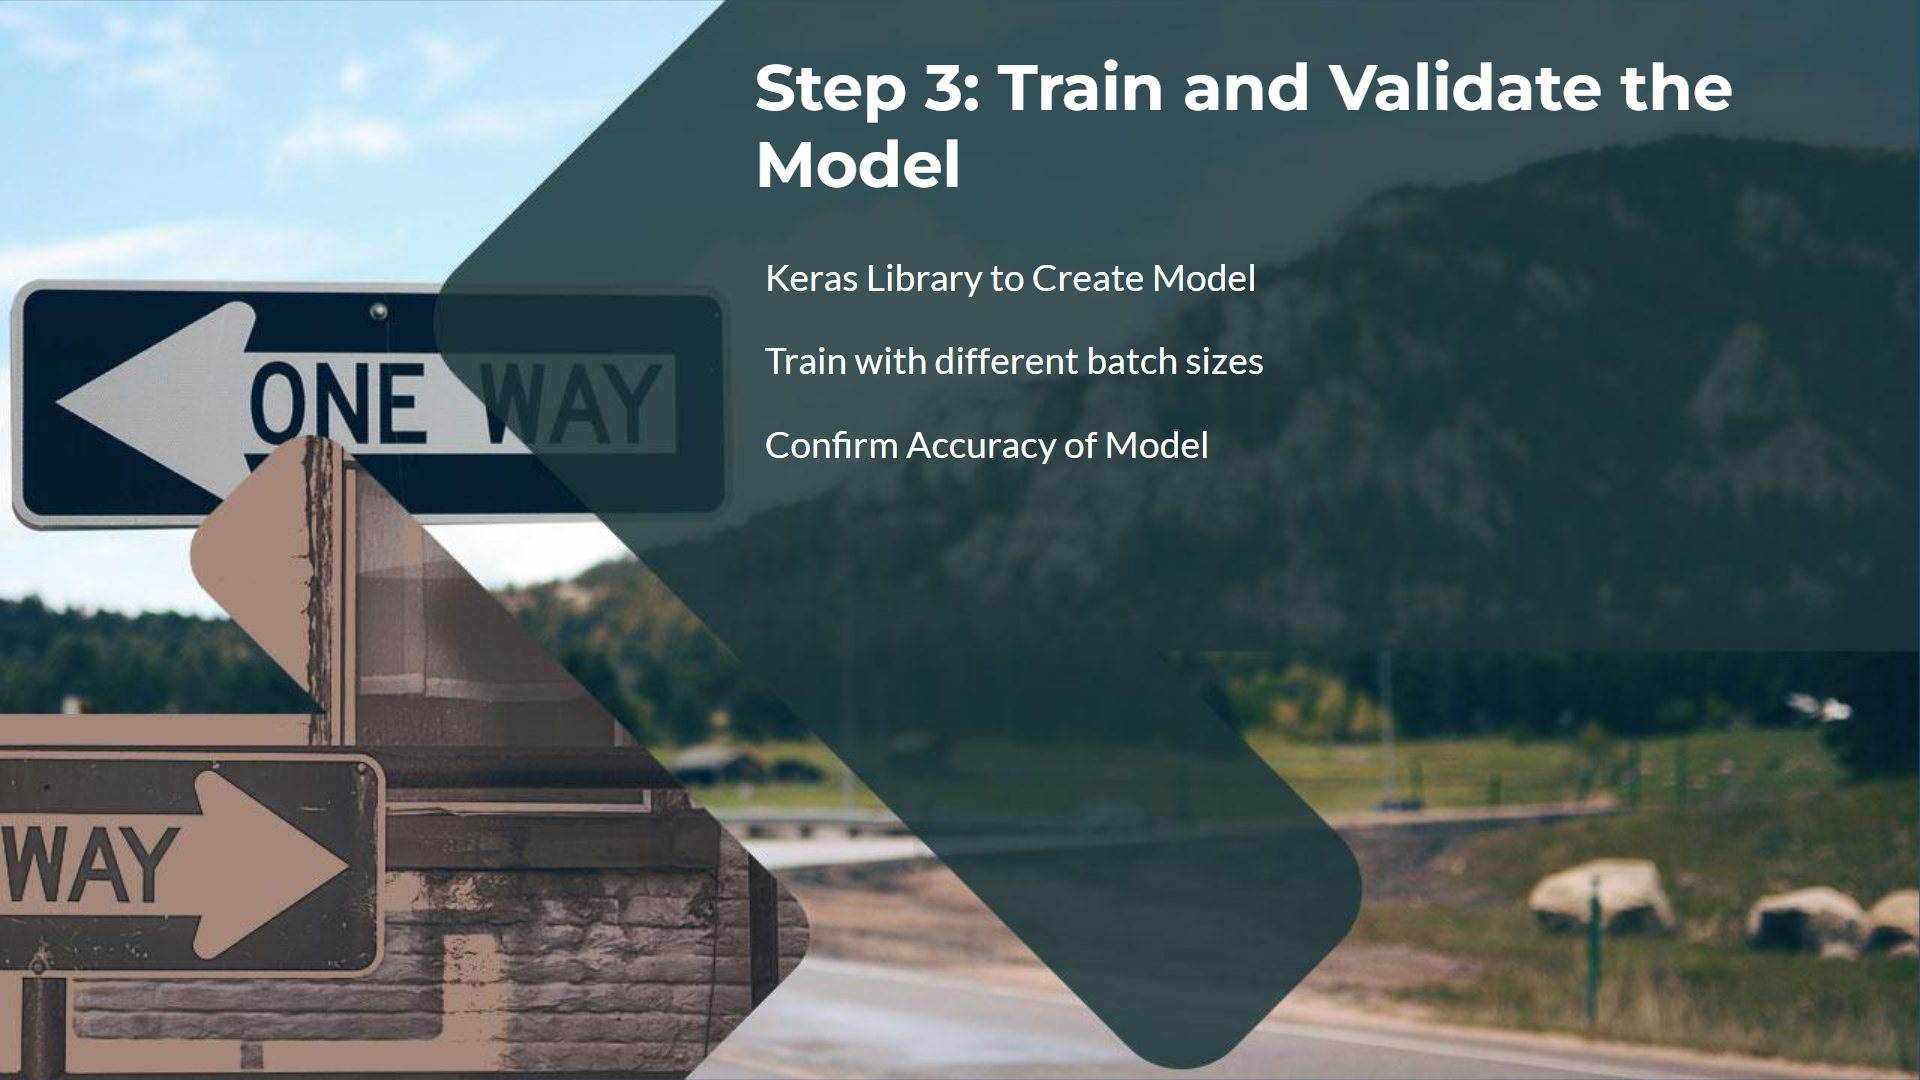 Step 3: Train and Validate the
Model
Keras Library to Create Model
Train with different batch sizes
Confirm Accuracy of Model
ONE WAY
WAY